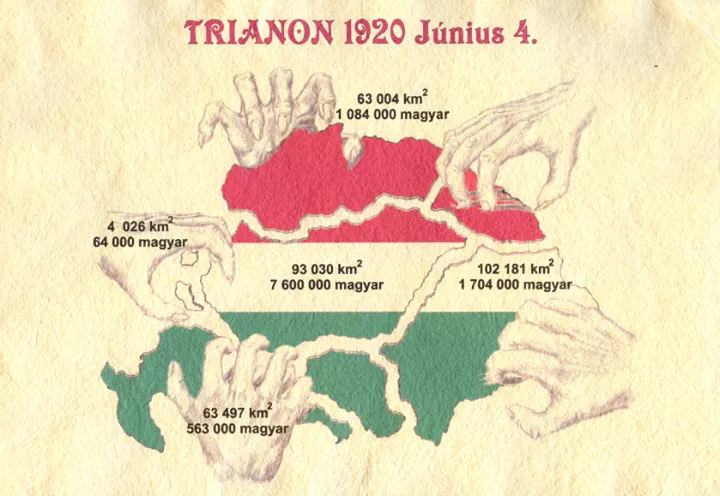 TRIANON 1920 Június 4.
63 004 km²
1 084 000 magyar
4 026 km²
64 000 magyar
93 030 km²
7 600 000 magyar
102 181 km²
1 704 000 magyar
63 497 km²
563 000 magyar